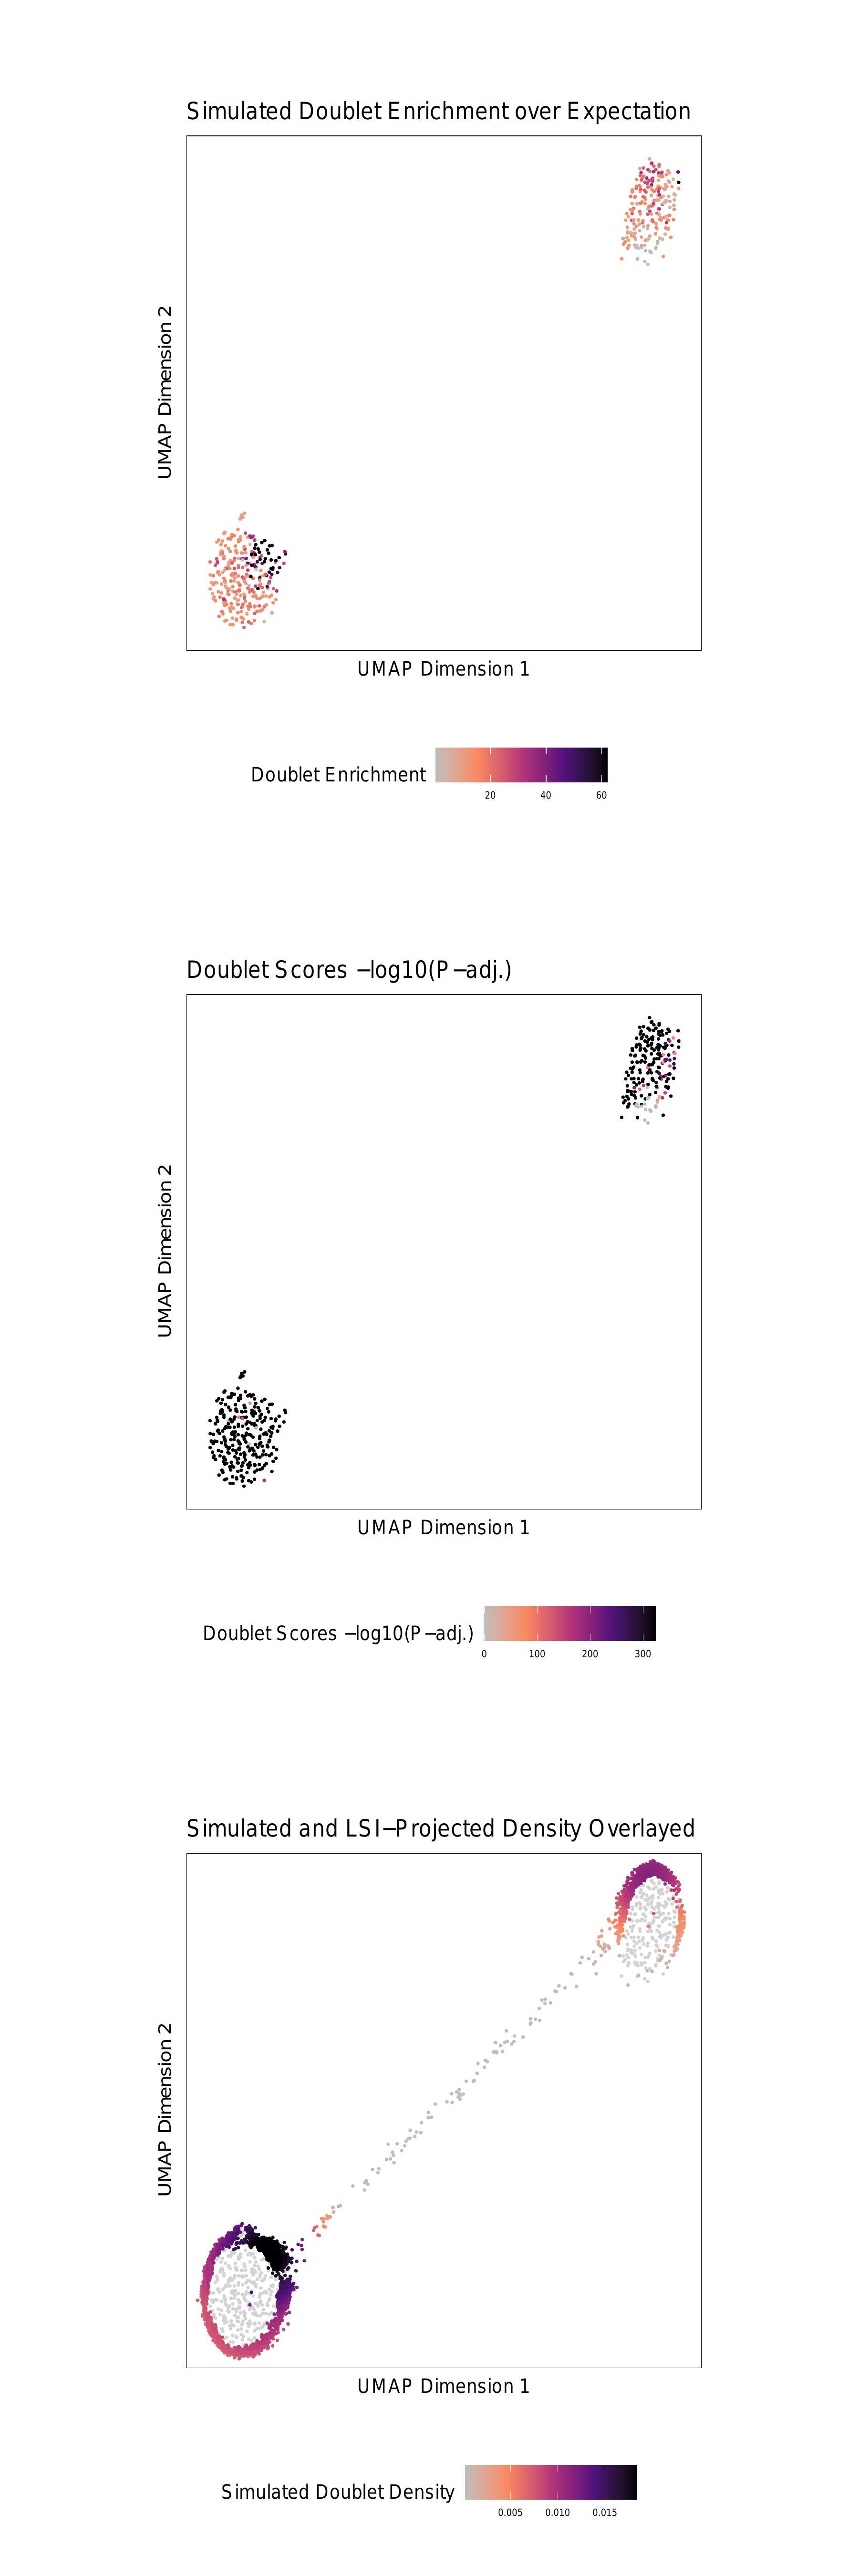 Simulated Doublet Enrichment over Expectation
UMAP Dimension 2
UMAP Dimension 1
Doublet Enrichment
20 40 60
Doublet Scores −log10(P−adj.)
UMAP Dimension 2
UMAP Dimension 1
Doublet Scores −log10(P−adj.)
0 100 200 300
Simulated and LSI−Projected Density Overlayed
UMAP Dimension 2
UMAP Dimension 1
Simulated Doublet Density
0.005 0.010 0.015